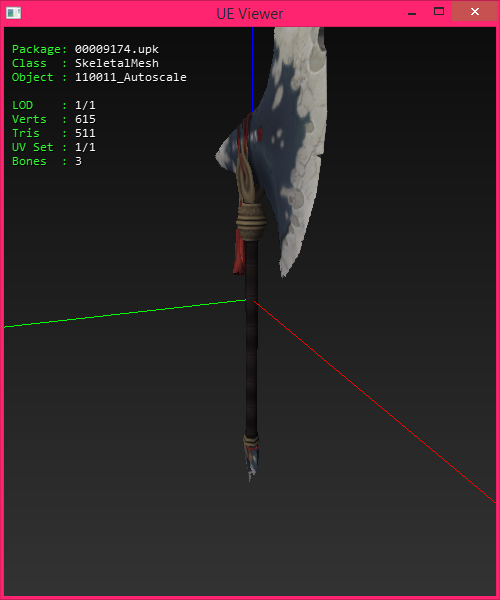 UE Viewer
Package: 00009174.upk
Class  : SkeletalMesh
Object : 110011_Autoscale
LOD    : 1/1
Verts  : 615
Tris   : 511
UV Set : 1/1
Bones  : 3